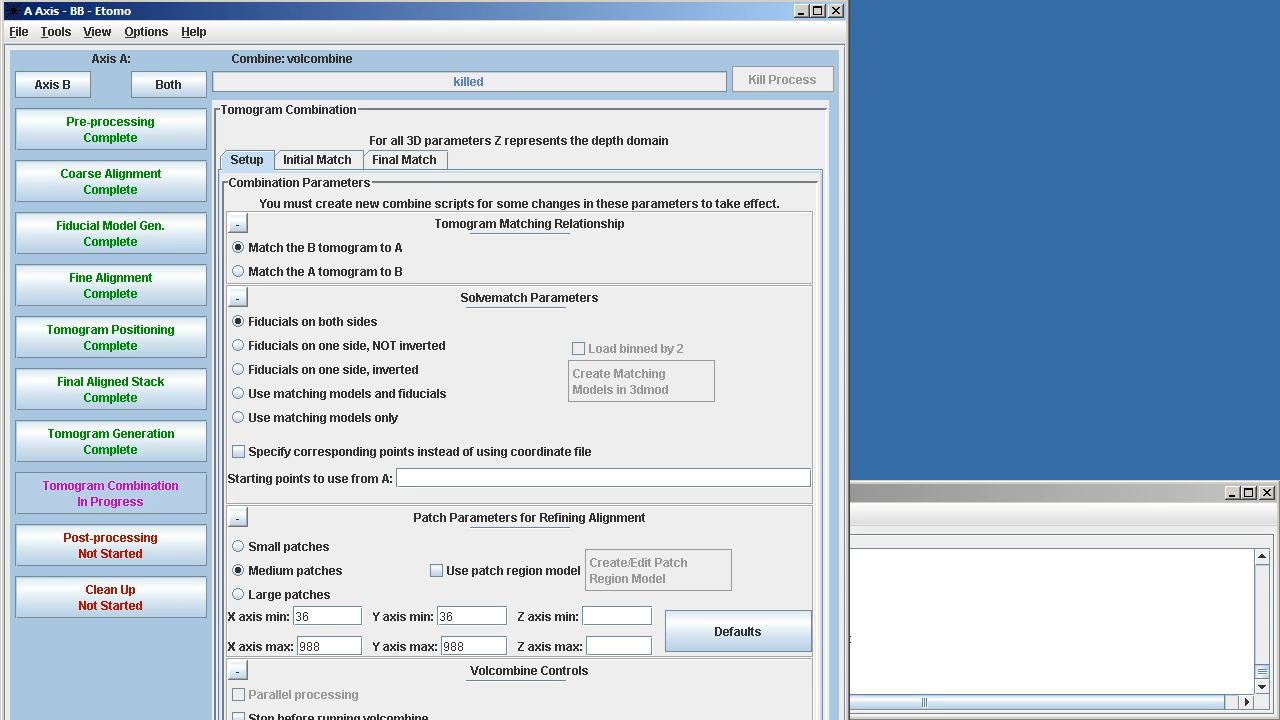 A Axis - BB - Etomo
File Tools View Options Help
Axis A: Combine: volcombine
Axis B Both killed Kill Process
Pre-processing
Complete
Coarse Alignment
Complete
Fiducial Model Gen.
Complete
Fine Alignment
Complete
Tomogram Positioning
Complete
Final Aligned Stack
Complete
Tomogram Generation
Complete
Tomogram Combination
In Progress
Post-processing
Not Started
Clean Up
Not Started
Tomogram Combination
For all 3D parameters Z represents the depth domain
Setup Initial Match Final Match
Combination Parameters
You must create new combine scripts for some changes in these parameters to take effect.
- Tomogram Matching Relationship
Match the B tomogram to A
Match the A tomogram to B
- Solvematch Parameters
Fiducials on both sides
Fiducials on one side, NOT inverted
Fiducials on one side, inverted
Use matching models and fiducials
Use matching models only
Load binned by 2
Create Matching
Models in 3dmod
Specify corresponding points instead of using coordinate file
Starting points to use from A:
- Patch Parameters for Refining Alignment
Small patches
Medium patches
Large patches
Use patch region model
Create/Edit Patch
Region Model
X axis min: 36 Y axis min: 36 Z axis min:
X axis max: 988 Y axis max: 988 Z axis max:
Defaults
- Volcombine Controls
Parallel processing
Stop before running volcombine